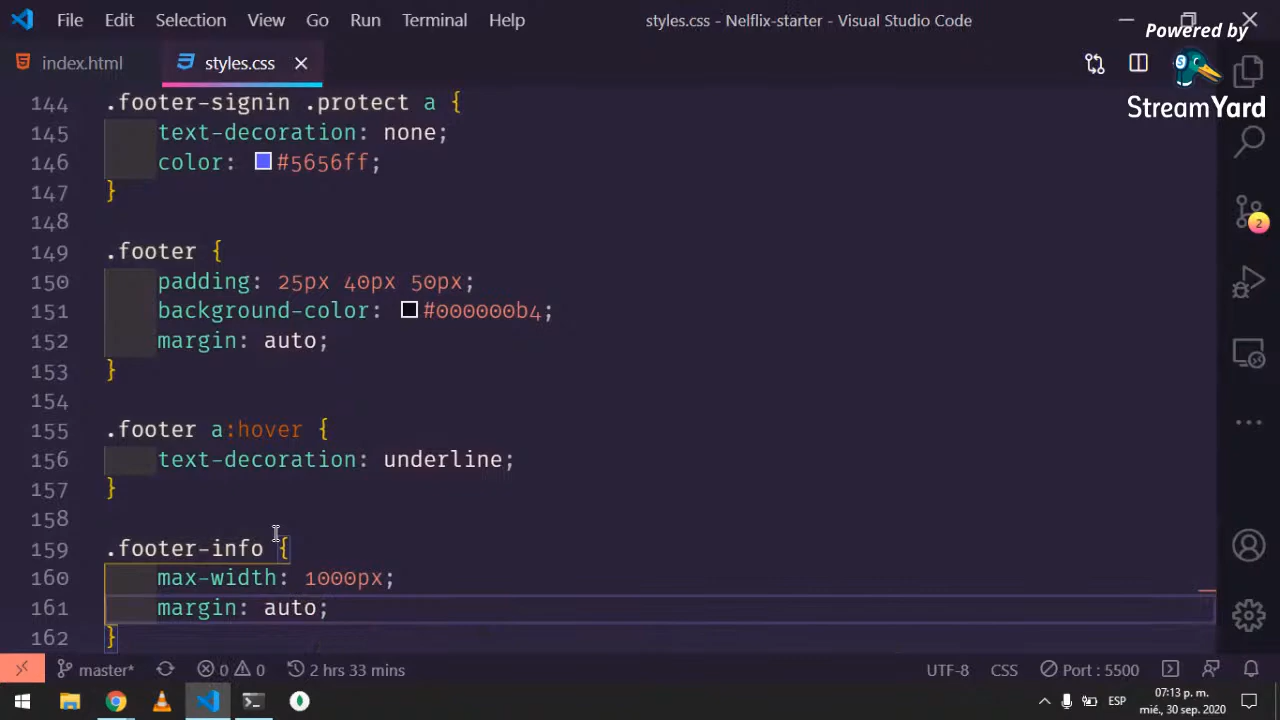 File Edit Selection View Go Run Terminal Help styles.css - Nelflix-starter - Visual Studio Code
Powered by
StreamYard
index.html styles.css
144 .footer-signin .protect a {
145 text-decoration: none;
146 color: #5656ff;
147 }
148
149 .footer {
150 padding: 25px 40px 50px;
151 background-color: #000000b4;
152 margin: auto;
153 }
154
155 .footer a:hover {
156 text-decoration: underline;
157 }
158
159 .footer-info {
160 max-width: 1000px;
161 margin: auto;
162 }
2
master* 0 0 2 hrs 33 mins UTF-8 CSS Port : 5500
ESP
07:13 p. m.
mié., 30 sep. 2020